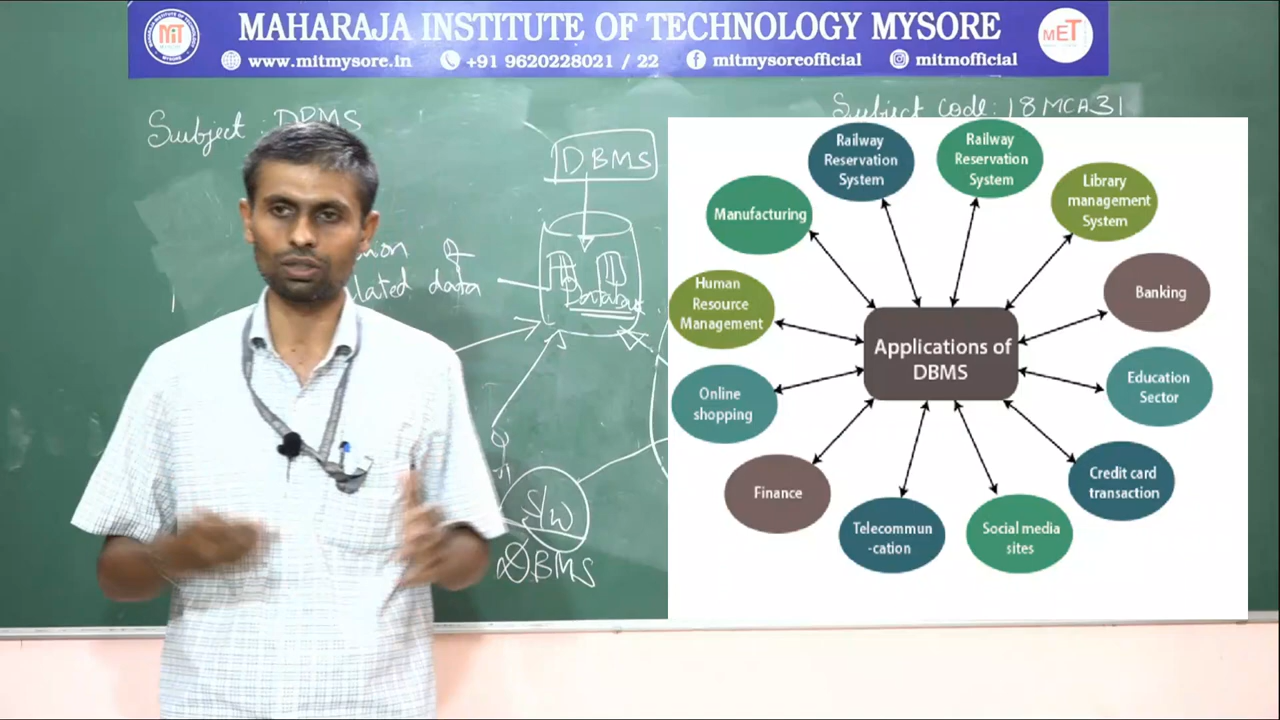 MAHARAJA INSTITUTE OF TECHNOLOGY MYSORE
MiT
MET
www.mitmysore.in +91 9620228021 / 22 mitmysoreofficial mitmofficial
Subject: DBMS
Subject code: 18MCA31
DBMS
lated data
Database
S/W
DBMS
Railway
Reservation
System
Railway
Reservation
System
Library
management
System
Manufacturing
Banking
Human
Resource
Management
Applications of
DBMS
Education
Sector
Online
shopping
Credit card
transaction
Finance
Telecommun
-cation
Social media
sites